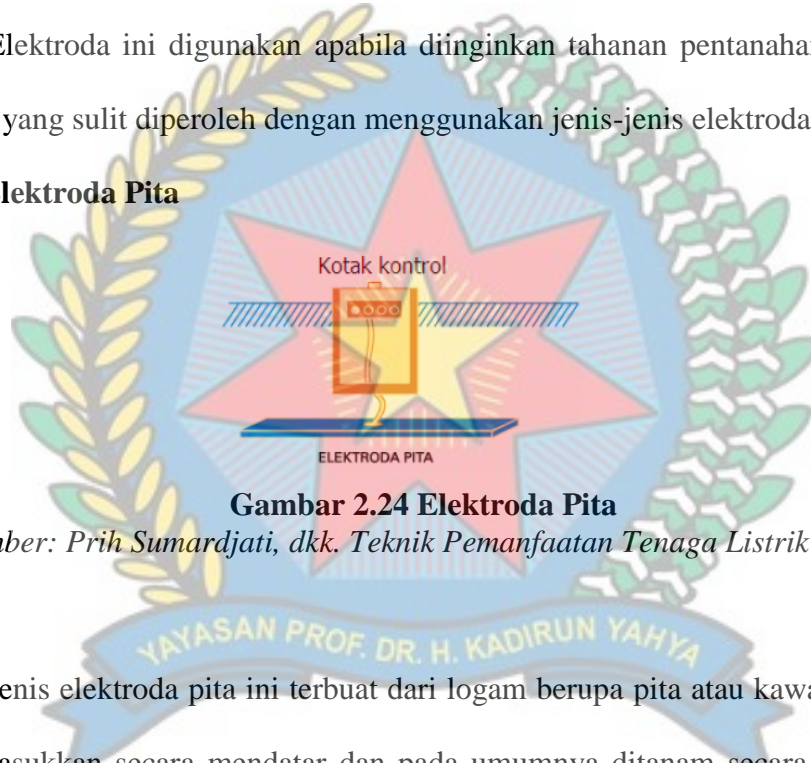 Elektroda ini digunakan apabila diinginkan tahanan pentanahan
yang sulit diperoleh dengan menggunakan jenis-jenis elektroda
lektroda Pita
Kotak kontrol
ELEKTRODA PITA
Gambar 2.24 Elektroda Pita
ber: Prih Sumardjati, dkk. Teknik Pemanfaatan Tenaga Listrik
YAYASAN PROF. DR. H. KADIRUN YAHYA
enis elektroda pita ini terbuat dari logam berupa pita atau kawa
asukkan secara mendatar dan pada umumnya ditanam secara